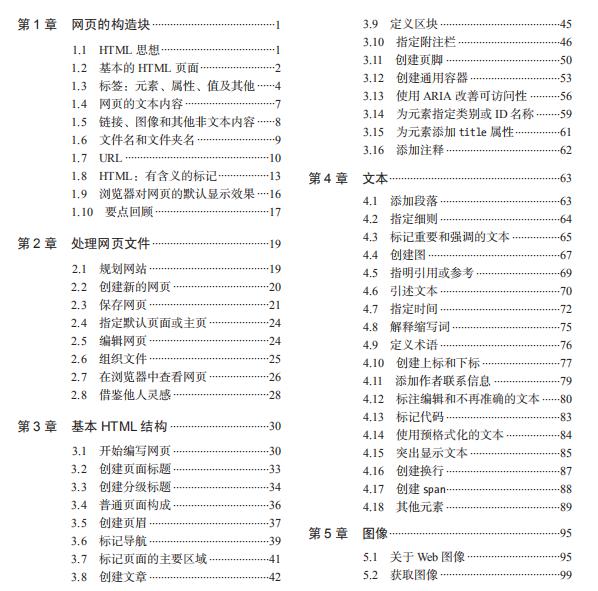 第 1 章 网页的构造块 1
1.1 HTML 思想 1
1.2 基本的 HTML 页面 2
1.3 标签：元素、属性、值及其他 4
1.4 网页的文本内容 7
1.5 链接、图像和其他非文本内容 8
1.6 文件名和文件夹名 9
1.7 URL 10
1.8 HTML：有含义的标记 13
1.9 浏览器对网页的默认显示效果 16
1.10 要点回顾 17
第 2 章 处理网页文件 19
2.1 规划网站 19
2.2 创建新的网页 20
2.3 保存网页 21
2.4 指定默认页面或主页 24
2.5 编辑网页 24
2.6 组织文件 25
2.7 在浏览器中查看网页 26
2.8 借鉴他人灵感 28
第 3 章 基本 HTML 结构 30
3.1 开始编写网页 30
3.2 创建页面标题 33
3.3 创建分级标题 34
3.4 普通页面构成 36
3.5 创建页眉 37
3.6 标记导航 39
3.7 标记页面的主要区域 41
3.8 创建文章 42
3.9 定义区块 45
3.10 指定附注栏 46
3.11 创建页脚 50
3.12 创建通用容器 53
3.13 使用 ARIA 改善可访问性 56
3.14 为元素指定类别或 ID 名称 59
3.15 为元素添加 title 属性 61
3.16 添加注释 62
第 4 章 文本 63
4.1 添加段落 63
4.2 指定细则 64
4.3 标记重要和强调的文本 65
4.4 创建图 67
4.5 指明引用或参考 69
4.6 引述文本 70
4.7 指定时间 72
4.8 解释缩写词 75
4.9 定义术语 76
4.10 创建上标和下标 77
4.11 添加作者联系信息 79
4.12 标注编辑和不再准确的文本 80
4.13 标记代码 83
4.14 使用预格式化的文本 84
4.15 突出显示文本 85
4.16 创建换行 87
4.17 创建 span 88
4.18 其他元素 89
第 5 章 图像 95
5.1 关于 Web 图像 95
5.2 获取图像 99